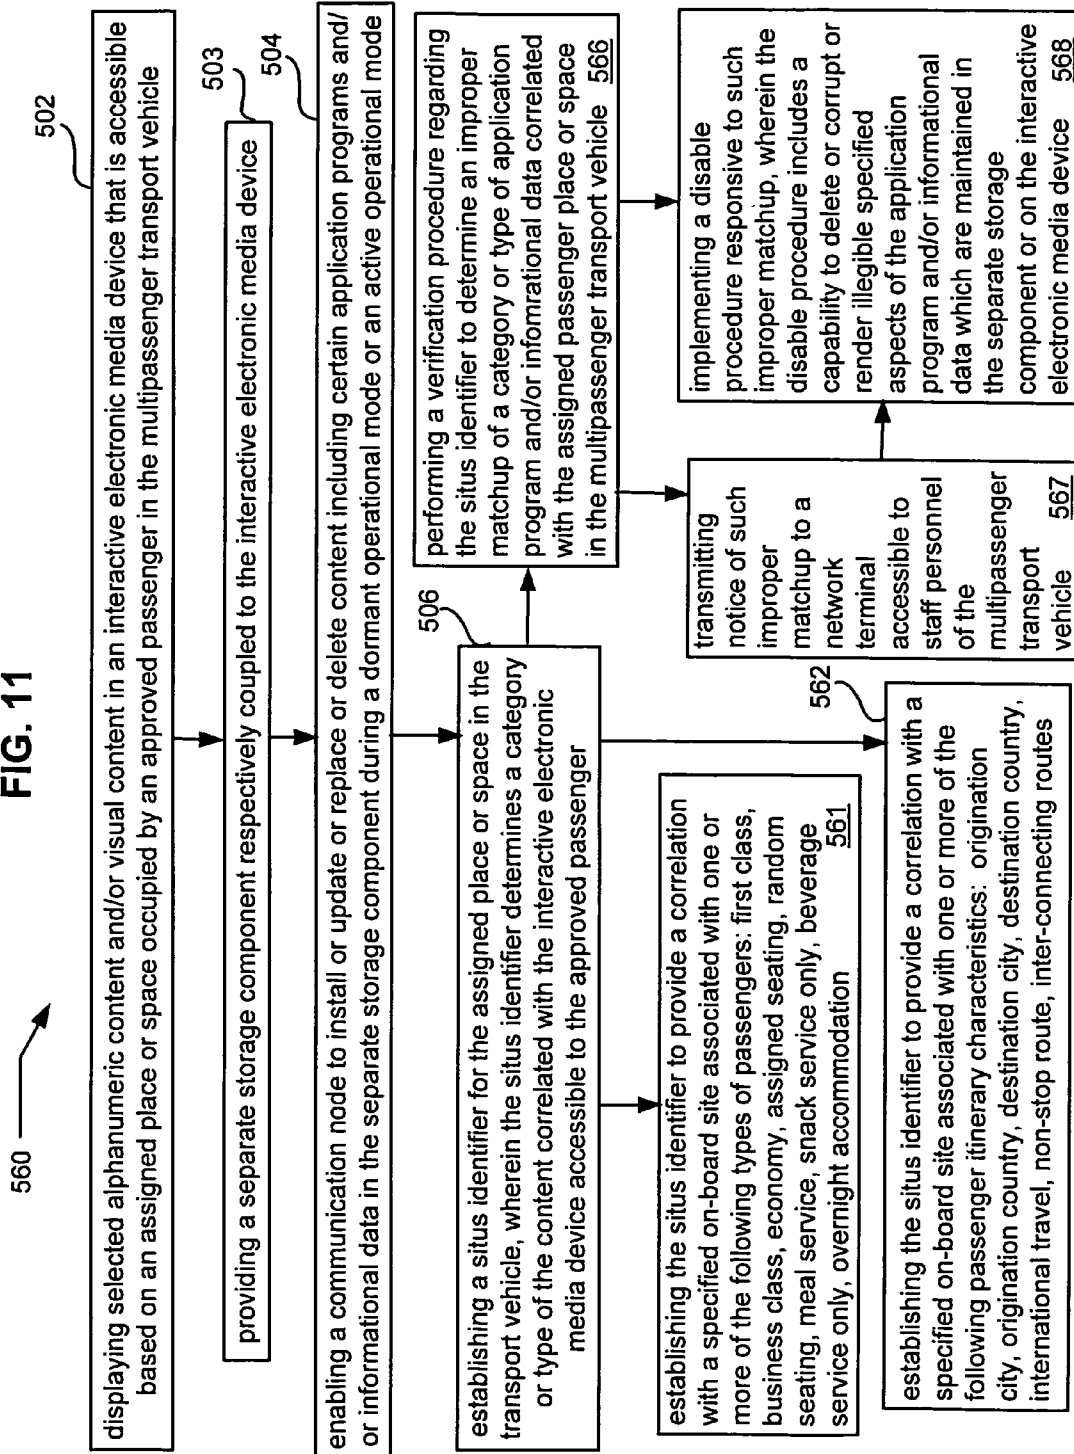 FIG. 11
560
502
displaying selected alphanumeric content and/or visual content in an interactive electronic media device that is accessible
based on an assigned place or space occupied by an approved passenger in the multipassenger transport vehicle
503
providing a separate storage component respectively coupled to the interactive electronic media device
504
enabling a communication node to install or update or replace or delete content including certain application programs and/
or informational data in the separate storage component during a dormant operational mode or an active operational mode
506
establishing a situs identifier for the assigned place or space in the
transport vehicle, wherein the situs identifier determines a category
or type of the content correlated with the interactive electronic
media device accessible to the approved passenger
performing a verification procedure regarding
the situs identifier to determine an improper
matchup of a category or type of application
program and/or infomrational data correlated
with the assigned passenger place or space
in the multipassenger transport vehicle 566
establishing the situs identifier to provide a correlation
with a specified on-board site associated with one or
more of the following types of passengers: first class,
business class, economy, assigned seating, random
seating, meal service, snack service only, beverage
service only, overnight accommodation 561
562
establishing the situs identifier to provide a correlation with a
specified on-board site associated with one or more of the
following passenger itinerary characteristics: origination
city, origination country, destination city, destination country,
international travel, non-stop route, inter-connecting routes
transmitting
notice of such
improper
matchup to a
network
terminal
accessible to
staff personnel
of the
multipassenger
transport
vehicle 567
implementing a disable
procedure responsive to such
improper matchup, wherein the
disable procedure includes a
capability to delete or corrupt or
render illegible specified
aspects of the application
program and/or informational
data which are maintained in
the separate storage
component or on the interactive
electronic media device 568